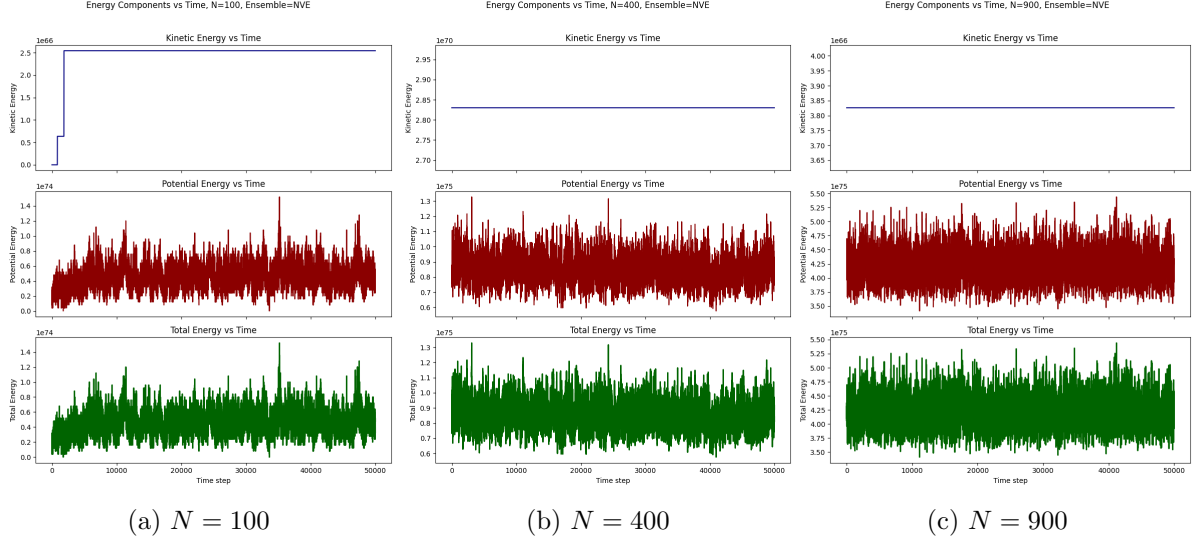 Energy Components vs Time, N=100, Ensemble=NVE
1e66
Kinetic Energy vs Time
Kinetic Energy
2.5
2.0
1.5
1.0
0.5
0.0
1e74
Potential Energy vs Time
Potential Energy
1.4
1.2
1.0
0.8
0.6
0.4
0.2
0.0
1e74
Total Energy vs Time
Total Energy
1.4
1.2
1.0
0.8
0.6
0.4
0.2
0.0
0 10000 20000 30000 40000 50000
Time step
(a) N = 100
Energy Components vs Time, N=400, Ensemble=NVE
1e70
Kinetic Energy vs Time
Kinetic Energy
2.95
2.90
2.85
2.80
2.75
2.70
1e75
Potential Energy vs Time
Potential Energy
1.3
1.2
1.1
1.0
0.9
0.8
0.7
0.6
1e75
Total Energy vs Time
Total Energy
1.3
1.2
1.1
1.0
0.9
0.8
0.7
0.6
0 10000 20000 30000 40000 50000
Time step
(b) N = 400
Energy Components vs Time, N=900, Ensemble=NVE
1e66
Kinetic Energy vs Time
Kinetic Energy
4.00
3.95
3.90
3.85
3.80
3.75
3.70
3.65
1e75
Potential Energy vs Time
Potential Energy
5.50
5.25
5.00
4.75
4.50
4.25
4.00
3.75
3.50
1e75
Total Energy vs Time
Total Energy
5.50
5.25
5.00
4.75
4.50
4.25
4.00
3.75
3.50
0 10000 20000 30000 40000 50000
Time step
(c) N = 900